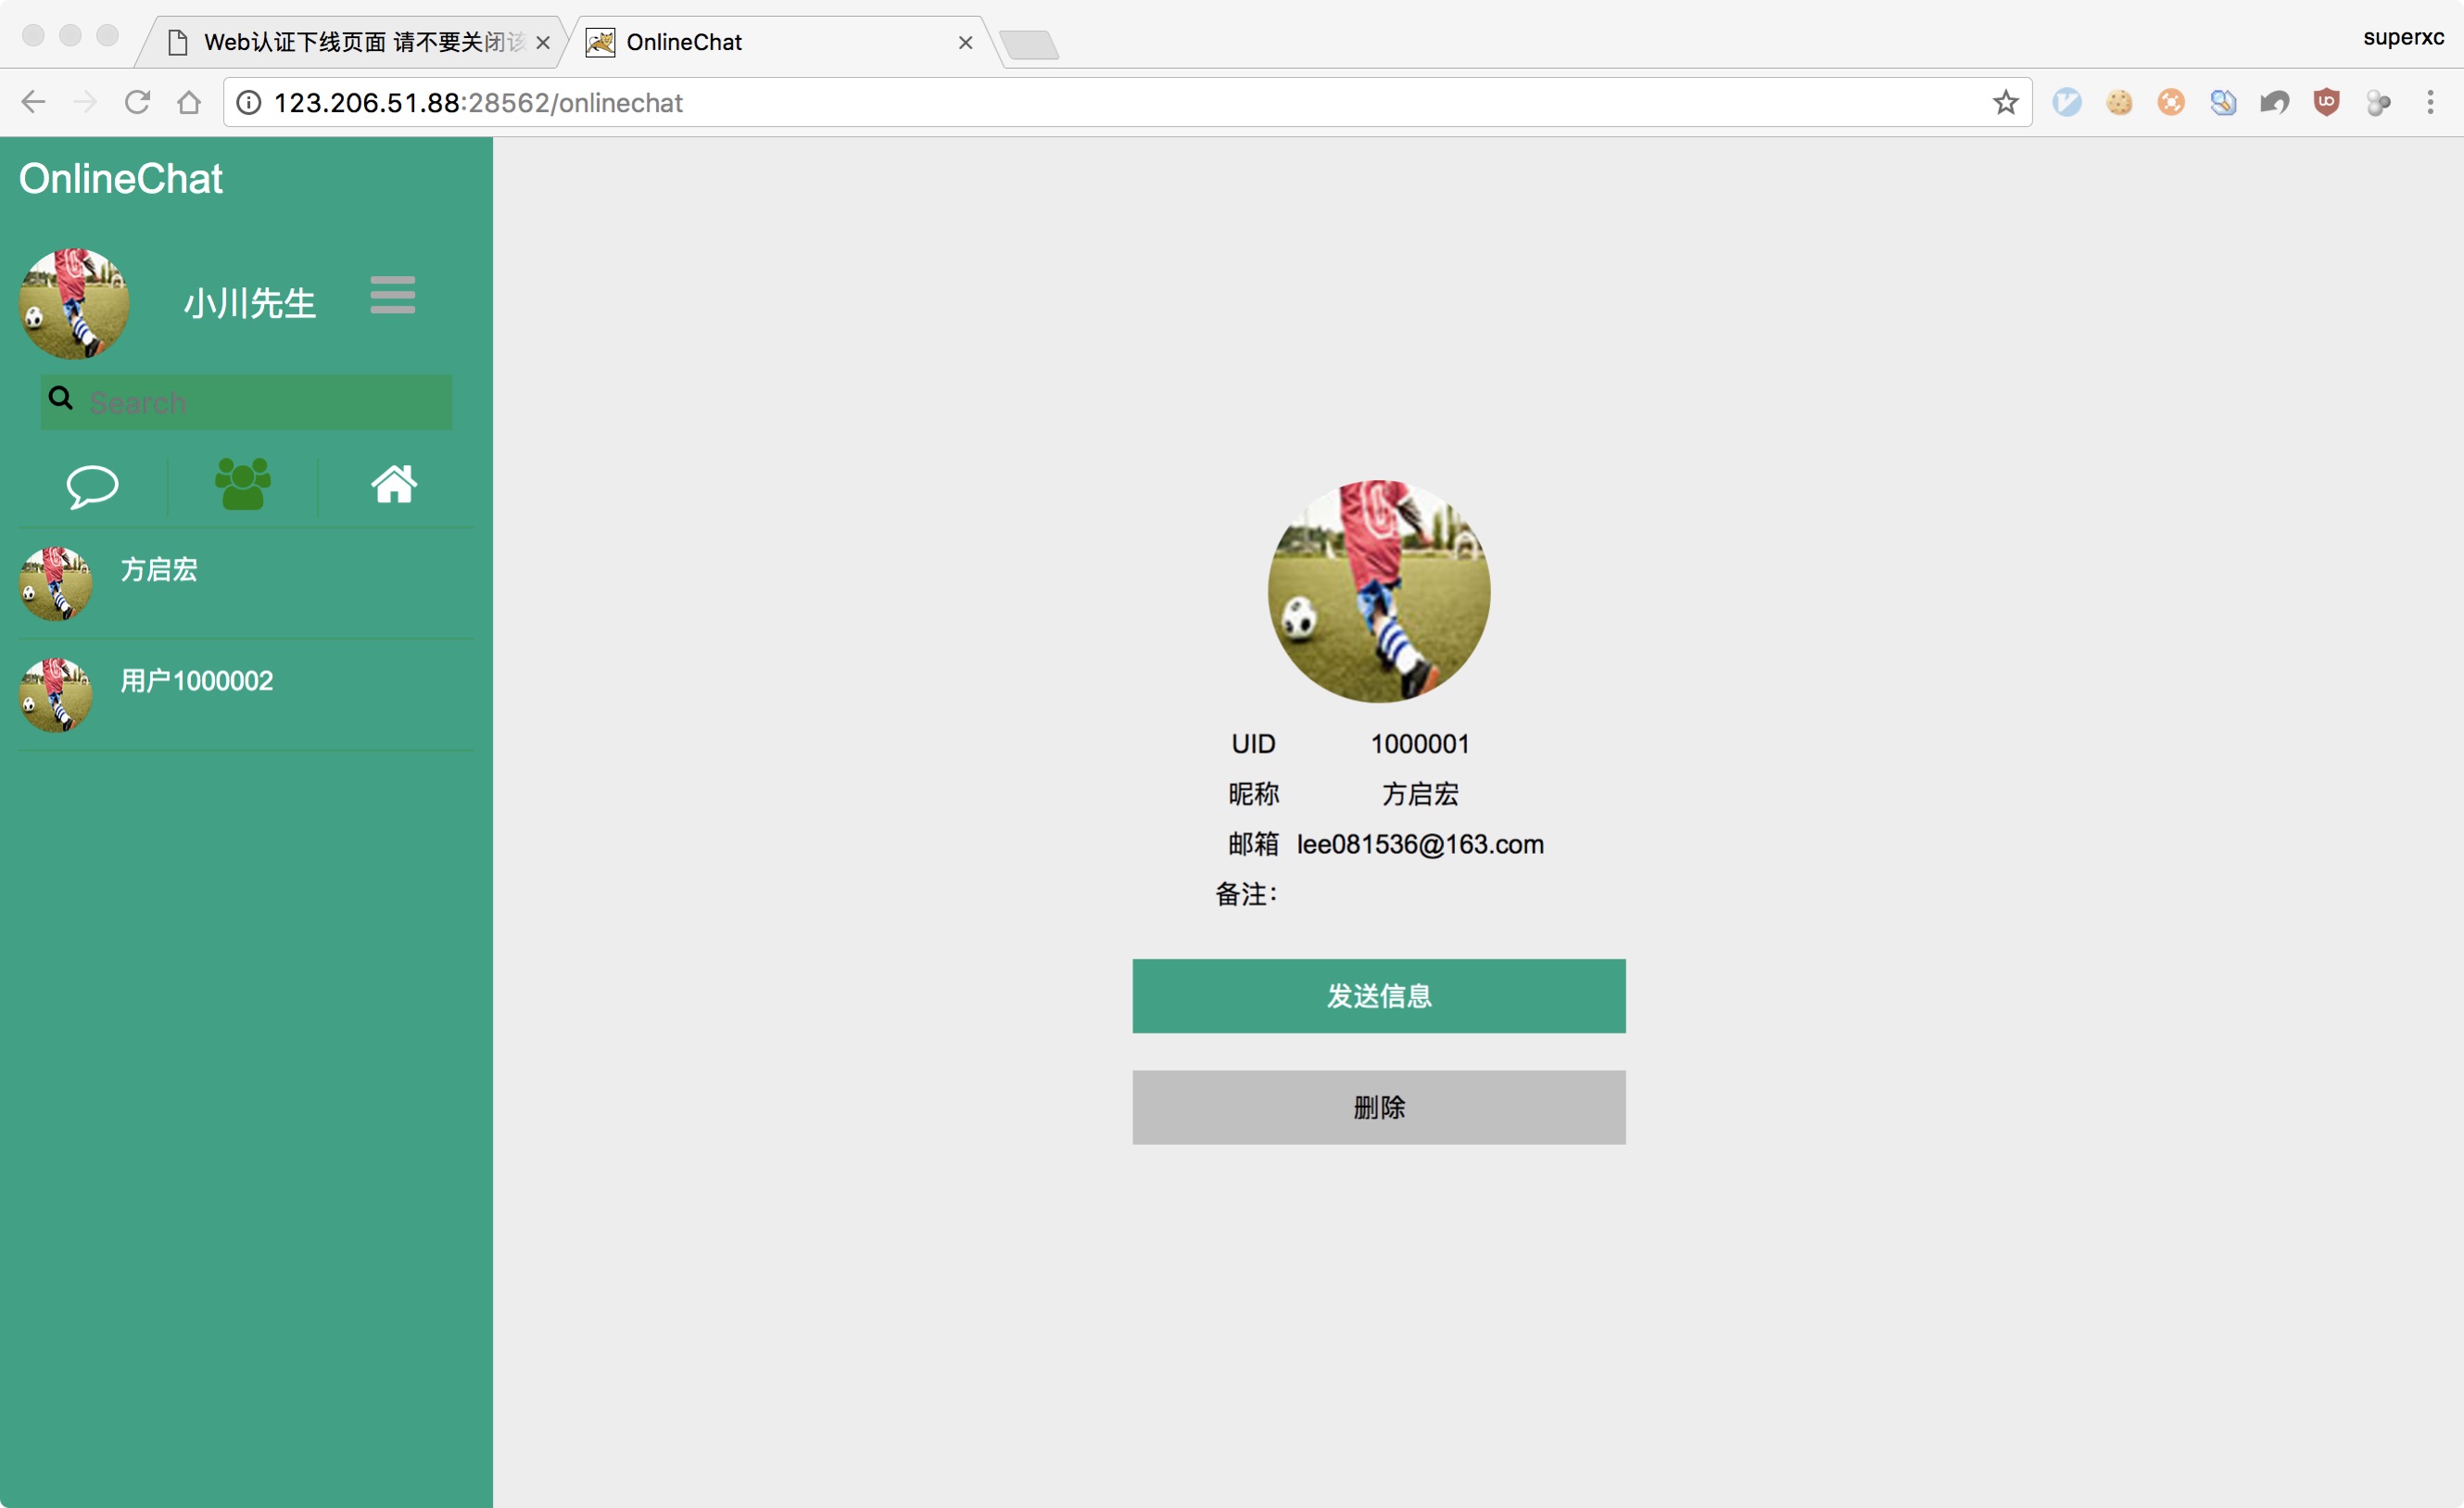 Web认证下线页面 请不要关闭该
OnlineChat
superxc
123.206.51.88:28562/onlinechat
OnlineChat
小川先生
Search
方启宏
用户1000002
UID 1000001
昵称 方启宏
邮箱 lee081536@163.com
备注：
发送信息
删除